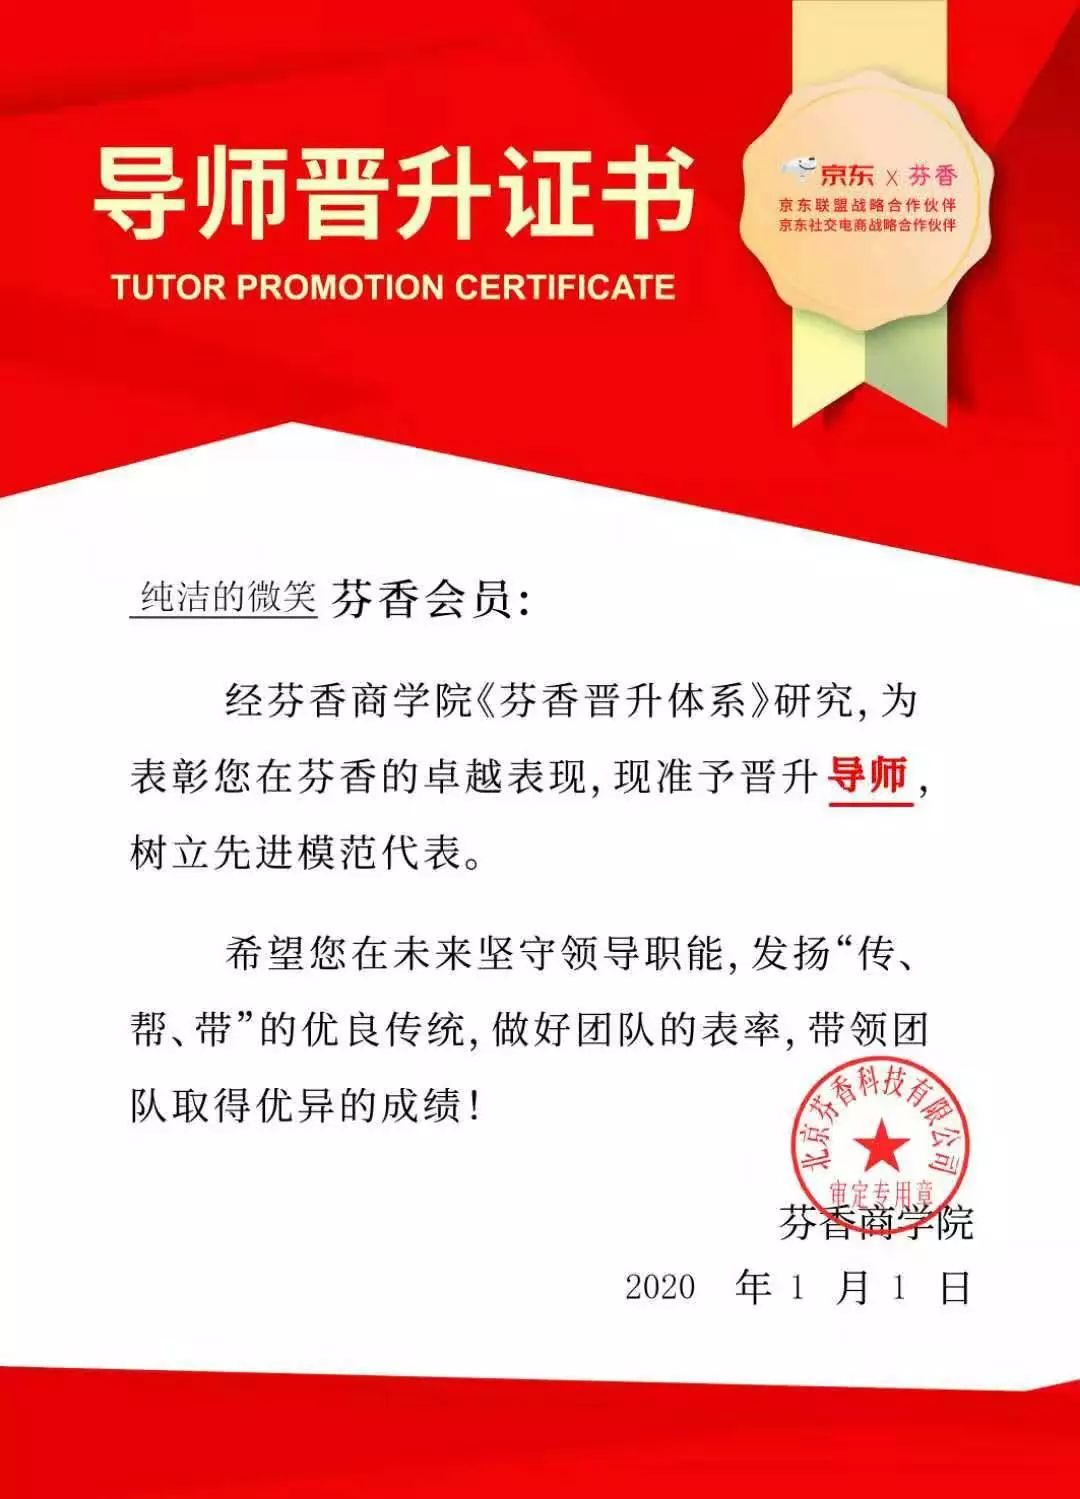 导师晋升证书
TUTOR PROMOTION CERTIFICATE
京东 X 芬香
京东联盟战略合作伙伴
京东社交电商战略合作伙伴
纯洁的微笑 芬香会员:
经芬香商学院《芬香晋升体系》研究, 为
表彰您在芬香的卓越表现, 现准予晋升导师,
树立先进模范代表。
希望您在未来坚守领导职能, 发扬“传、
帮、带”的优良传统, 做好团队的表率, 带领团
队取得优异的成绩!
北京芬香科技有限公司
审定专用章
芬香商学院
2020 年 1 月 1 日